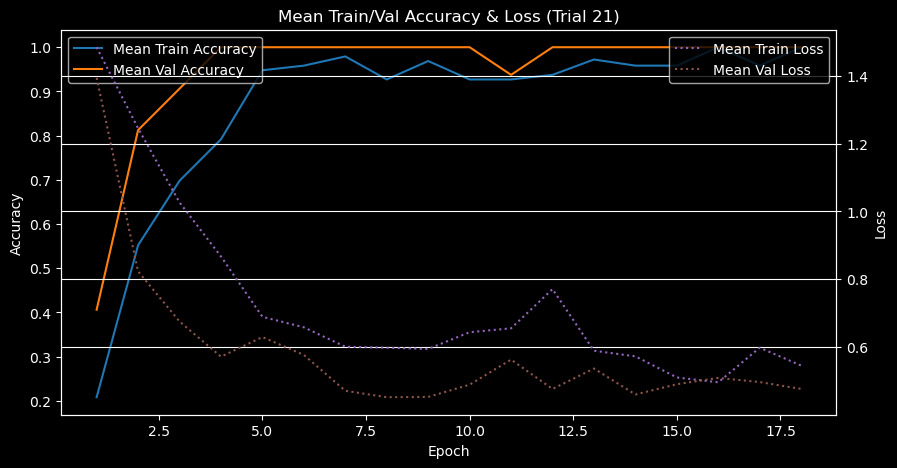 Mean Train/Val Accuracy & Loss (Trial 21)
Mean Train Accuracy
Mean Val Accuracy
Mean Train Loss
Mean Val Loss
1.0
0.9
0.8
0.7
0.6
0.5
0.4
0.3
0.2
Accuracy
1.4
1.2
1.0
0.8
0.6
Loss
2.5 5.0 7.5 10.0 12.5 15.0 17.5
Epoch